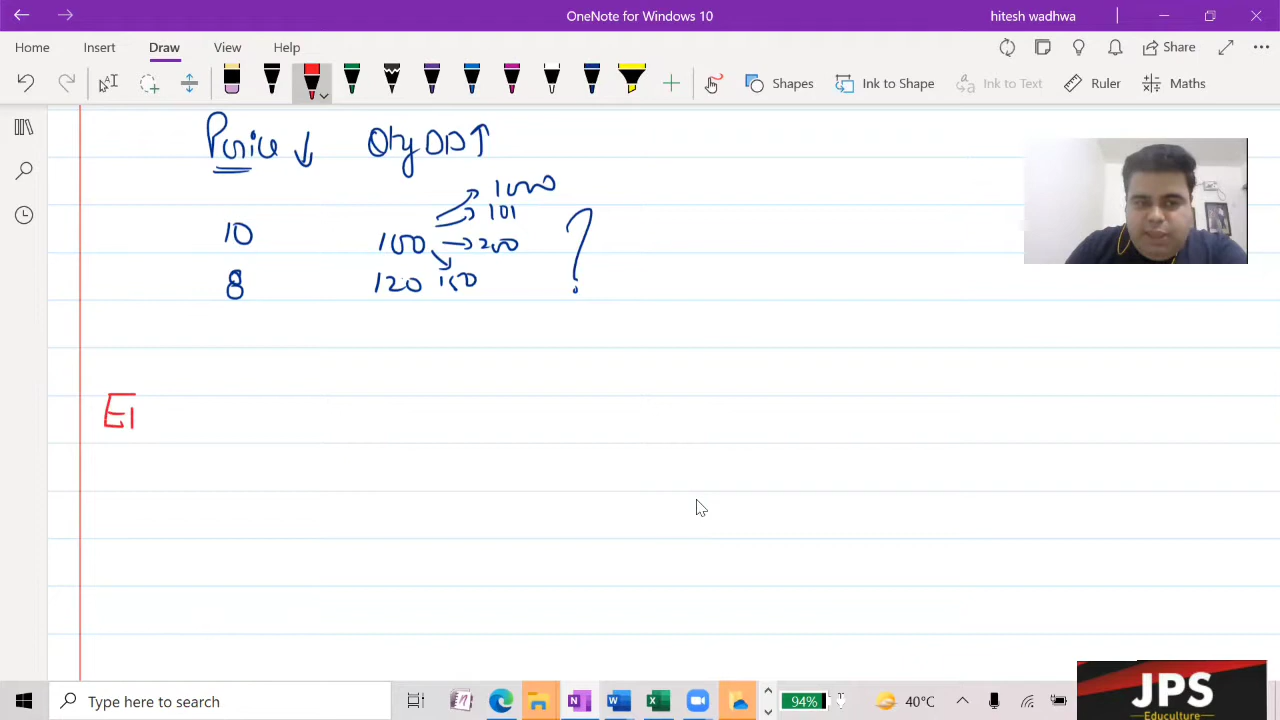 OneNote for Windows 10
hitesh wadhwa
Home Insert Draw View Help
Share
Shapes Ink to Shape Ink to Text Ruler Maths
Price ↓ Qty DD ↑
1000
101
10 100 → 200
8 120 150 ?
El
Type here to search
94%
40°C
JPS
Educulture